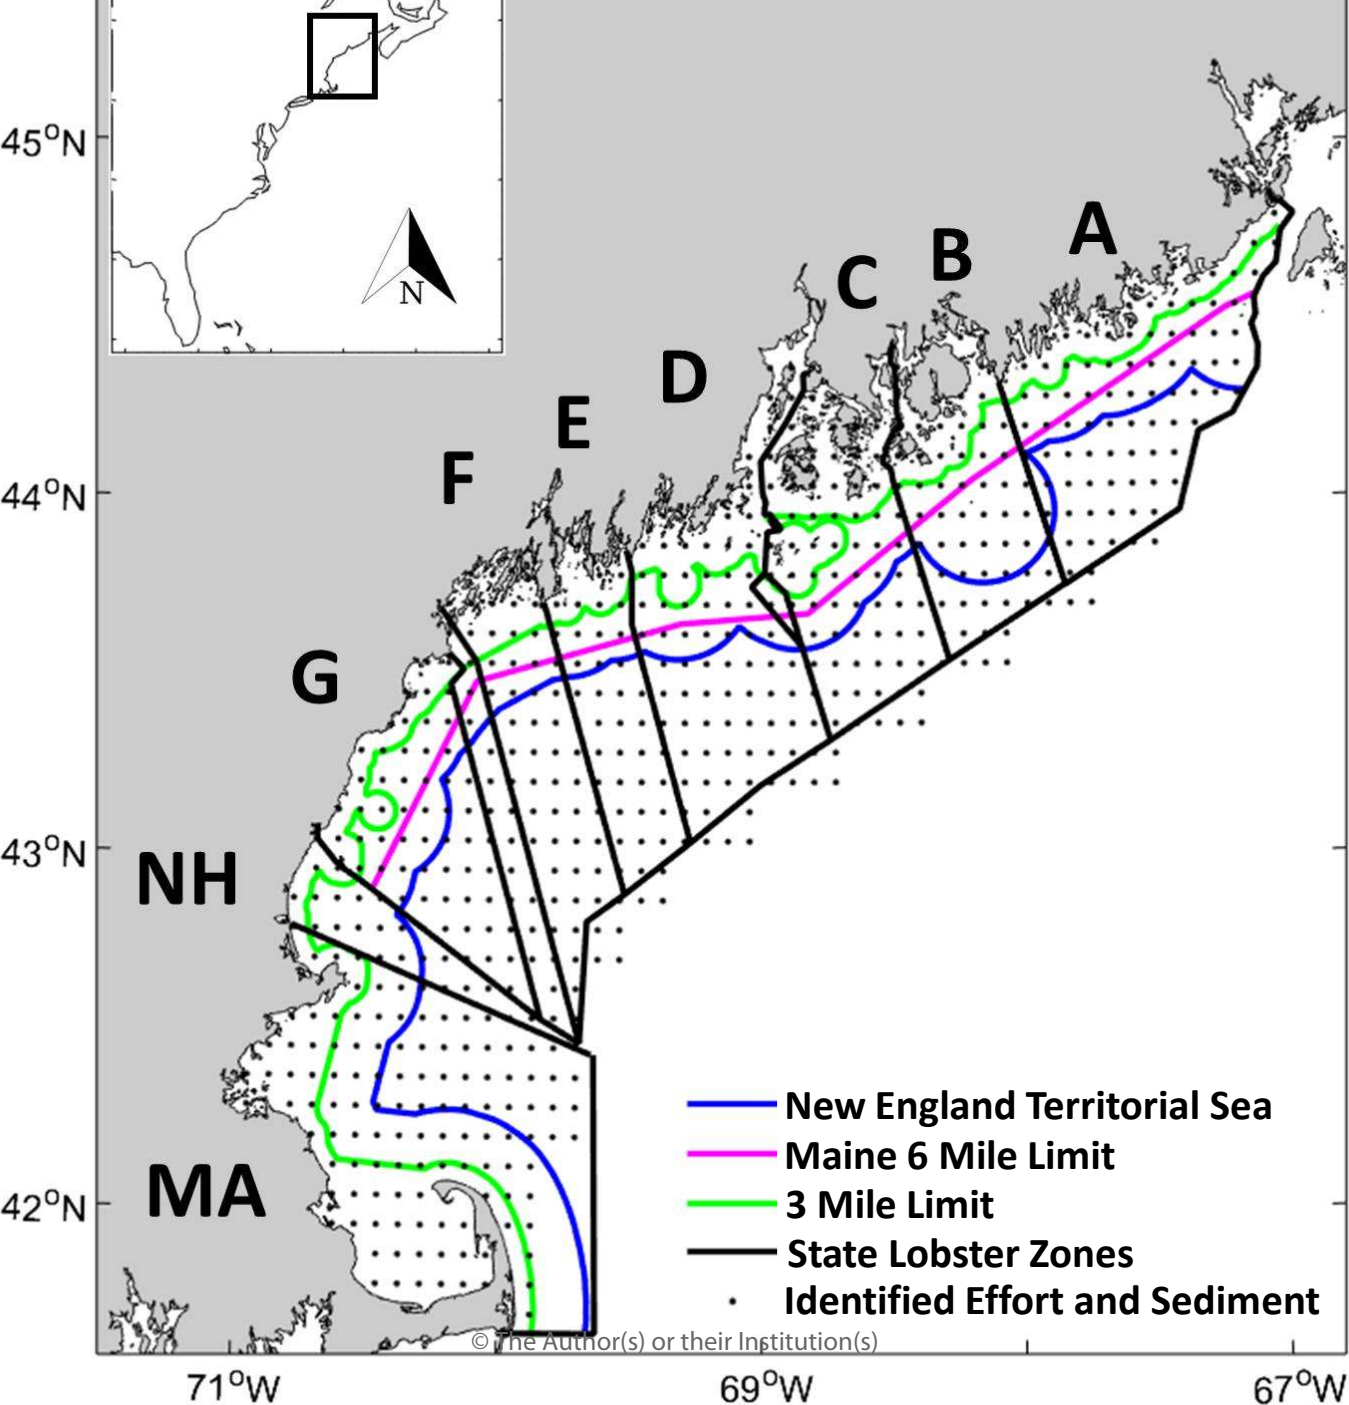 N
45°N
A
B
C
D
E
F
44°N
G
43°N
NH
New England Territorial Sea
Maine 6 Mile Limit
MA
42°N
3 Mile Limit
State Lobster Zones
Identified Effort and Sediment
© The Author(s) or their Institution(s)
71°W
69°W
67°W